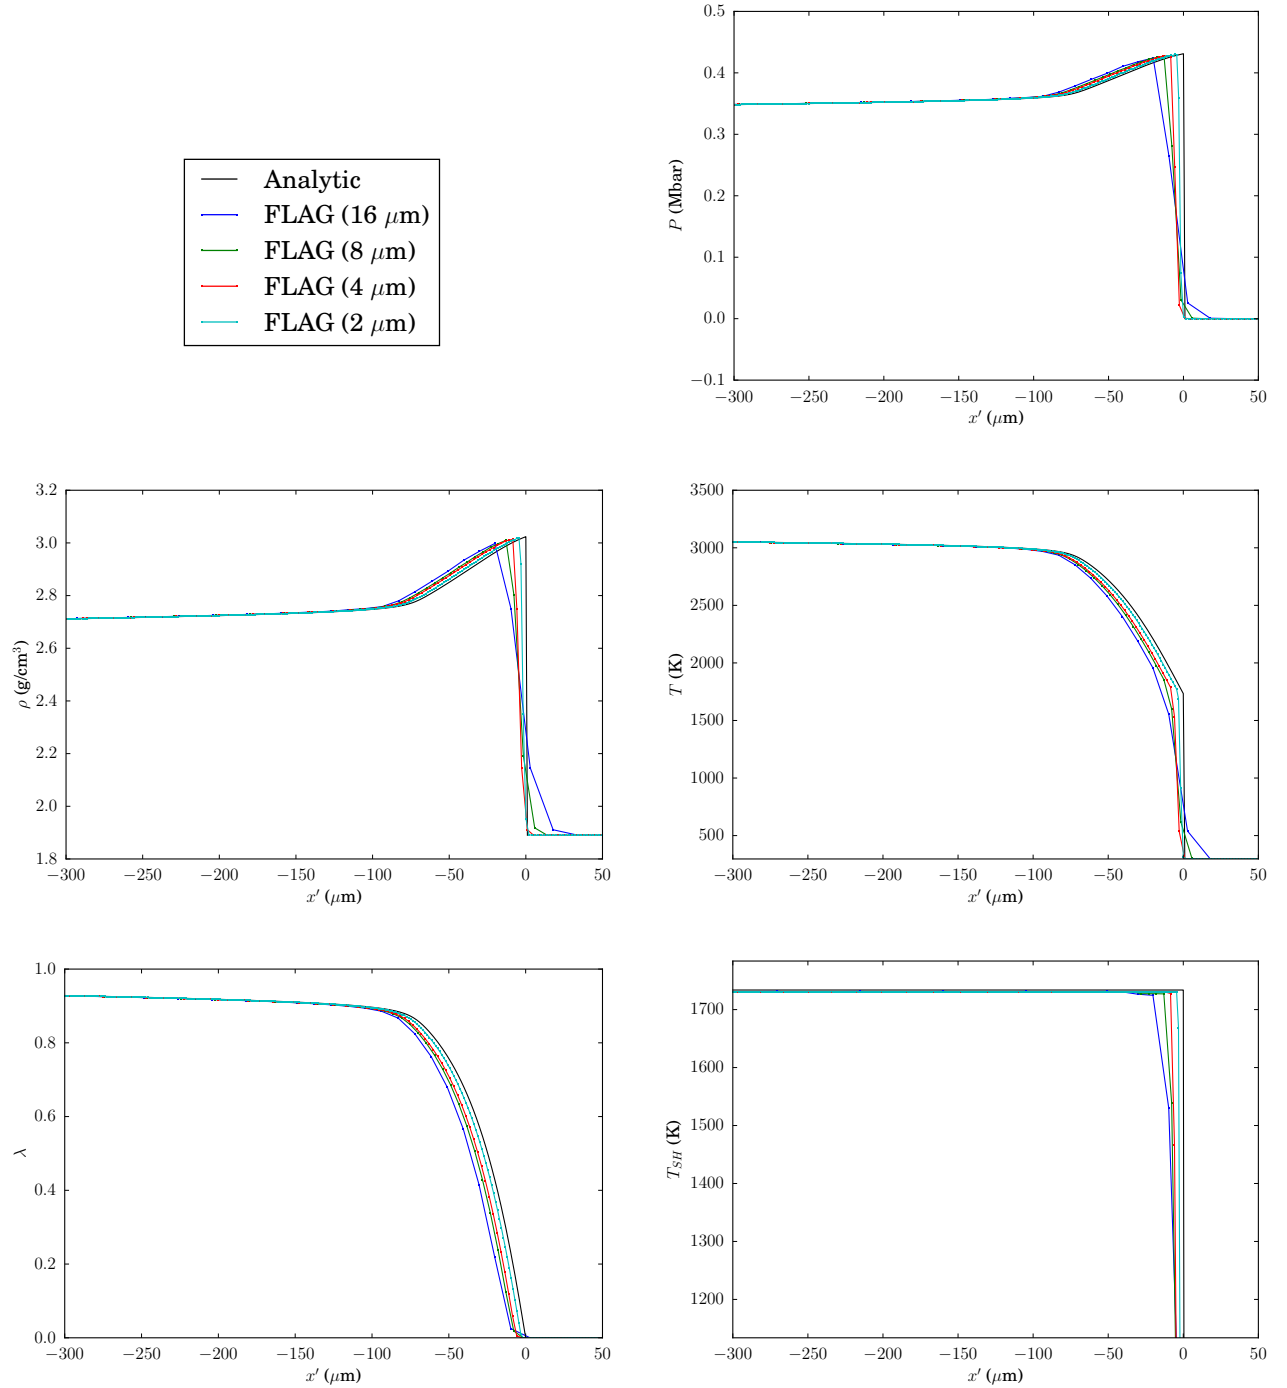 Analytic
FLAG (16 μm)
FLAG (8 μm)
FLAG (4 μm)
FLAG (2 μm)
0.5
0.4
0.3
0.2
0.1
0.0
−0.1
P (Mbar)
−300 −250 −200 −150 −100 −50 0 50
x′ (μm)
3.2
3.0
2.8
2.6
2.4
2.2
2.0
1.8
ρ (g/cm³)
−300 −250 −200 −150 −100 −50 0 50
x′ (μm)
3500
3000
2500
2000
1500
1000
500
T (K)
−300 −250 −200 −150 −100 −50 0 50
x′ (μm)
1.0
0.8
0.6
0.4
0.2
0.0
λ
−300 −250 −200 −150 −100 −50 0 50
x′ (μm)
1700
1600
1500
1400
1300
1200
T_SH (K)
−300 −250 −200 −150 −100 −50 0 50
x′ (μm)